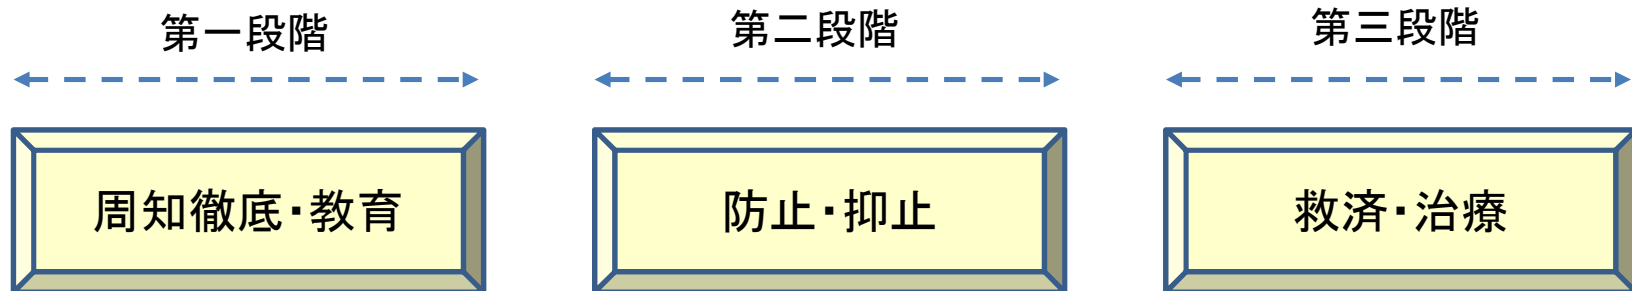 第一段階
第二段階
第三段階
周知徹底・教育
防止・抑止
救済・治療